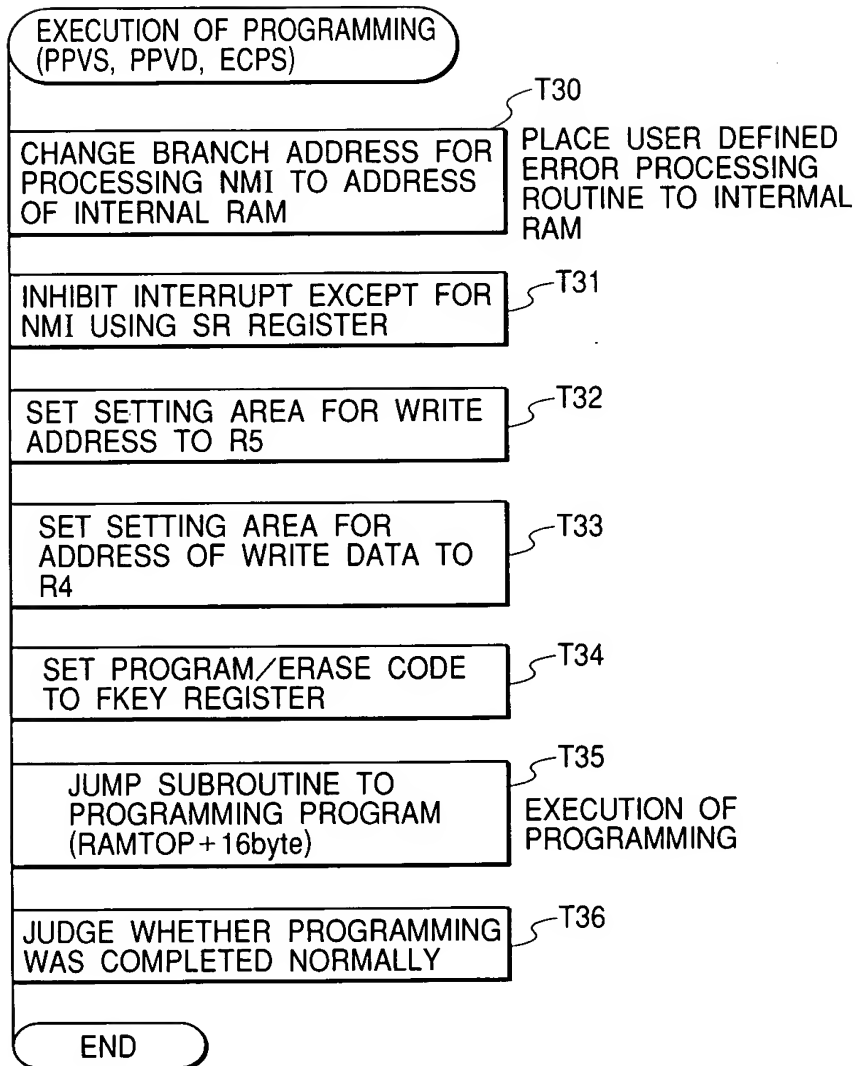 EXECUTION OF PROGRAMMING
(PPVS, PPVD, ECPS)
T30
CHANGE BRANCH ADDRESS FOR
PROCESSING NMI TO ADDRESS
OF INTERNAL RAM
PLACE USER DEFINED
ERROR PROCESSING
ROUTINE TO INTERMAL
RAM
T31
INHIBIT INTERRUPT EXCEPT FOR
NMI USING SR REGISTER
T32
SET SETTING AREA FOR WRITE
ADDRESS TO R5
T33
SET SETTING AREA FOR
ADDRESS OF WRITE DATA TO
R4
T34
SET PROGRAM/ERASE CODE
TO FKEY REGISTER
T35
JUMP SUBROUTINE TO
PROGRAMMING PROGRAM
(RAMTOP+16byte)
EXECUTION OF
PROGRAMMING
T36
JUDGE WHETHER PROGRAMMING
WAS COMPLETED NORMALLY
END